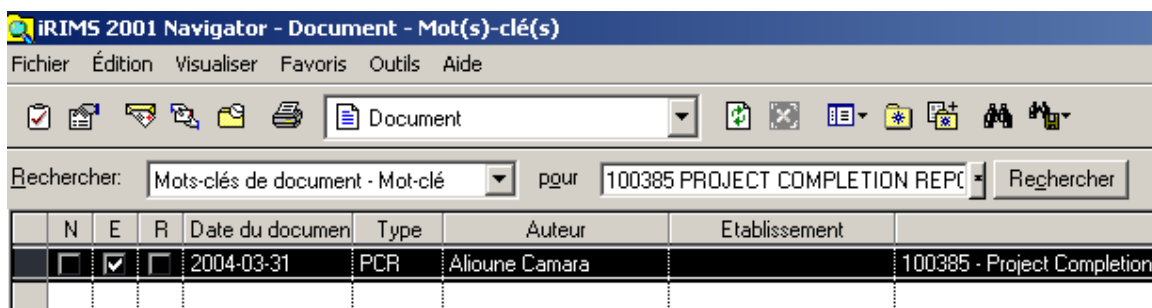 iRIMS 2001 Navigator - Document - Mot(s)-clé(s)
Fichier Édition Visualiser Favoris Outils Aide
Document
Rechercher: Mots-clés de document - Mot-clé pour 100385 PROJECT COMPLETION REP( Rechercher
N E R Date du documen Type Auteur Etablissement
2004-03-31 PCR Alioune Camara 100385 - Project Completion